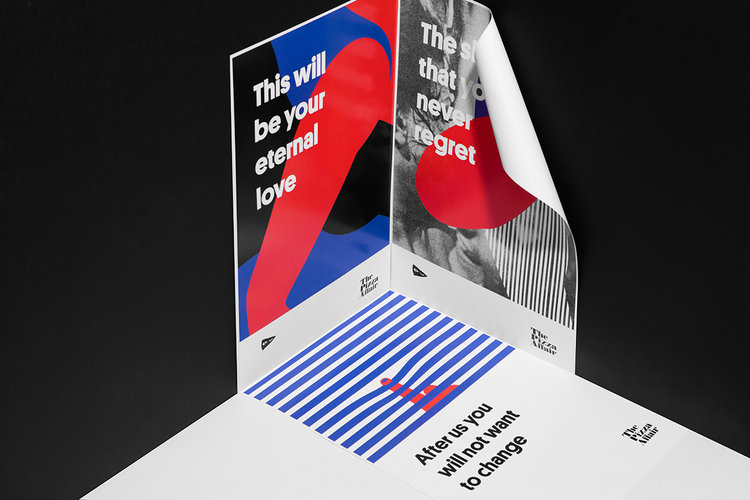 This will
be your
eternal
love
The
that yo
never
regret
The
Pizza
Affair
The
Pizza
Affair
After us you
will not want
to change
The
Pizza
Affair